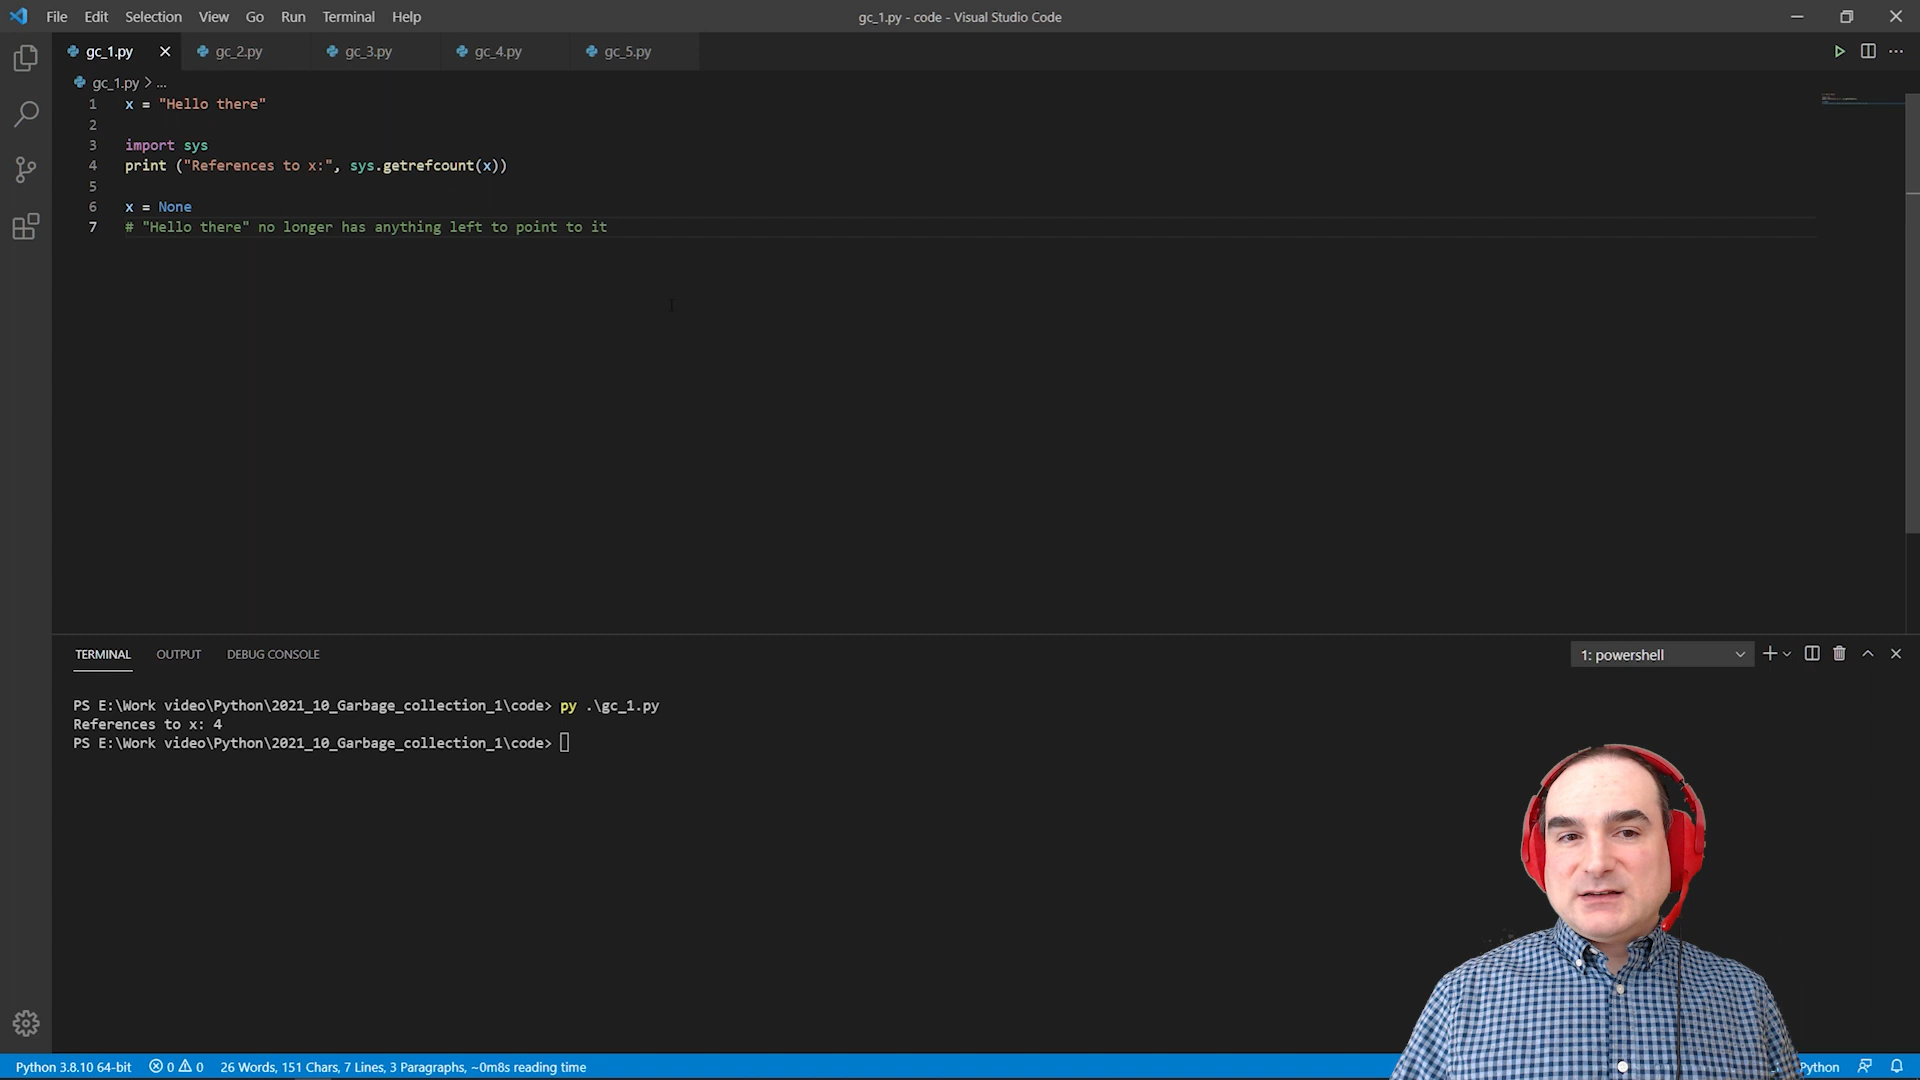 File Edit Selection View Go Run Terminal Help
gc_1.py - code - Visual Studio Code
gc_1.py gc_2.py gc_3.py gc_4.py gc_5.py
gc_1.py > ...
1 x = "Hello there"
2
3 import sys
4 print ("References to x:", sys.getrefcount(x))
5
6 x = None
7 # "Hello there" no longer has anything left to point to it
TERMINAL OUTPUT DEBUG CONSOLE
1: powershell
PS E:\Work video\Python\2021_10_Garbage_collection_1\code> py .\gc_1.py
References to x: 4
PS E:\Work video\Python\2021_10_Garbage_collection_1\code>
Python 3.8.10 64-bit 0 0 26 Words, 151 Chars, 7 Lines, 3 Paragraphs, ~0m8s reading time Python